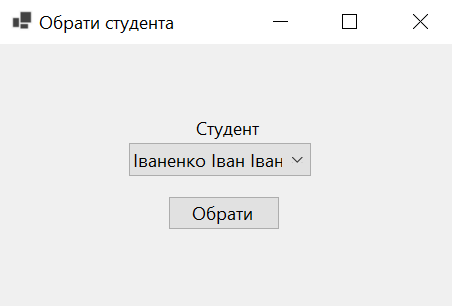 Обрати студента
Студент
Іваненко Іван Іван
Обрати